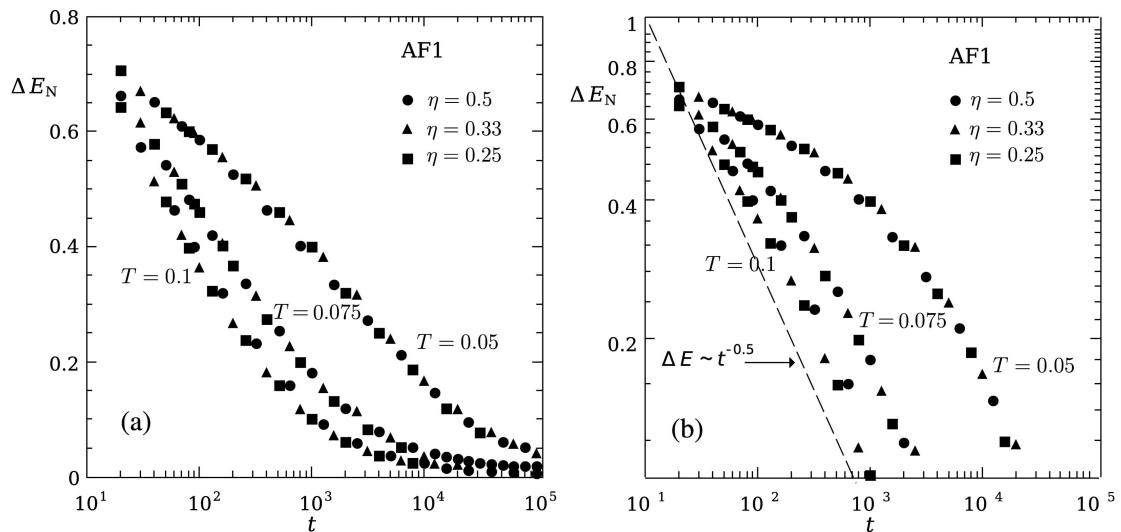 0.8
0.6
0.4
0.2
0
ΔE_N
AF1
● η = 0.5
▲ η = 0.33
■ η = 0.25
T = 0.1
T = 0.075
T = 0.05
(a)
10^1 10^2 10^3 10^4 10^5
t
1
0.8
0.6
0.4
0.2
ΔE_N
AF1
● η = 0.5
▲ η = 0.33
■ η = 0.25
T = 0.1
T = 0.075
T = 0.05
ΔE ~ t^-0.5
(b)
10^1 10^2 10^3 10^4 10^5
t